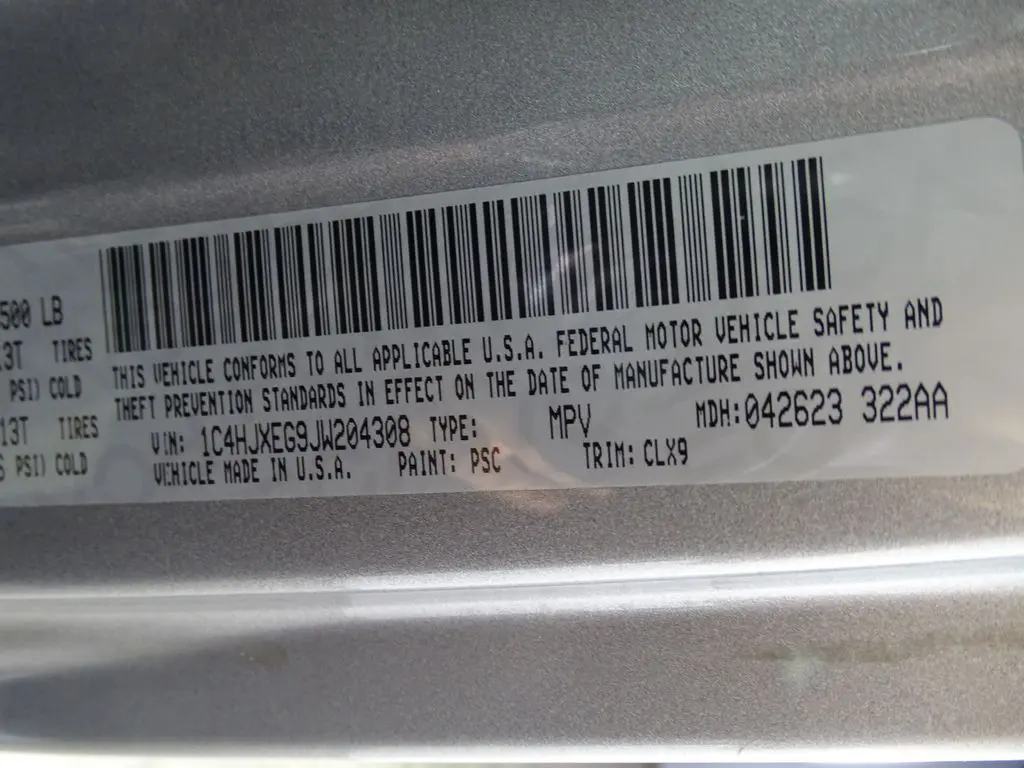 500 LB
13T TIRES
PSI) COLD
13T TIRES
PSI) COLD
THIS VEHICLE CONFORMS TO ALL APPLICABLE U.S.A. FEDERAL MOTOR VEHICLE SAFETY AND
THEFT PREVENTION STANDARDS IN EFFECT ON THE DATE OF MANUFACTURE SHOWN ABOVE.
VIN: 1C4HJXEG9JW204308 TYPE: MPV MDH:042623 322AA
VEHICLE MADE IN U.S.A. PAINT: PSC TRIM: CLX9